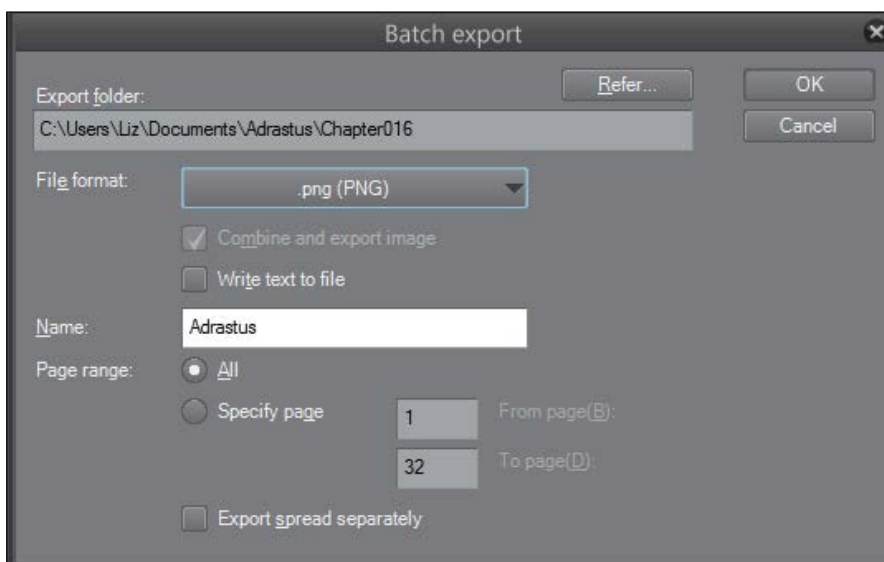 Batch export
Export folder:
Refer...
OK
C:\Users\Liz\Documents\Adrastus\Chapter016
Cancel
File format:
.png (PNG)
Combine and export image
Write text to file
Name:
Adrastus
Page range:
All
Specify page
1
From page(B):
32
To page(D):
Export spread separately